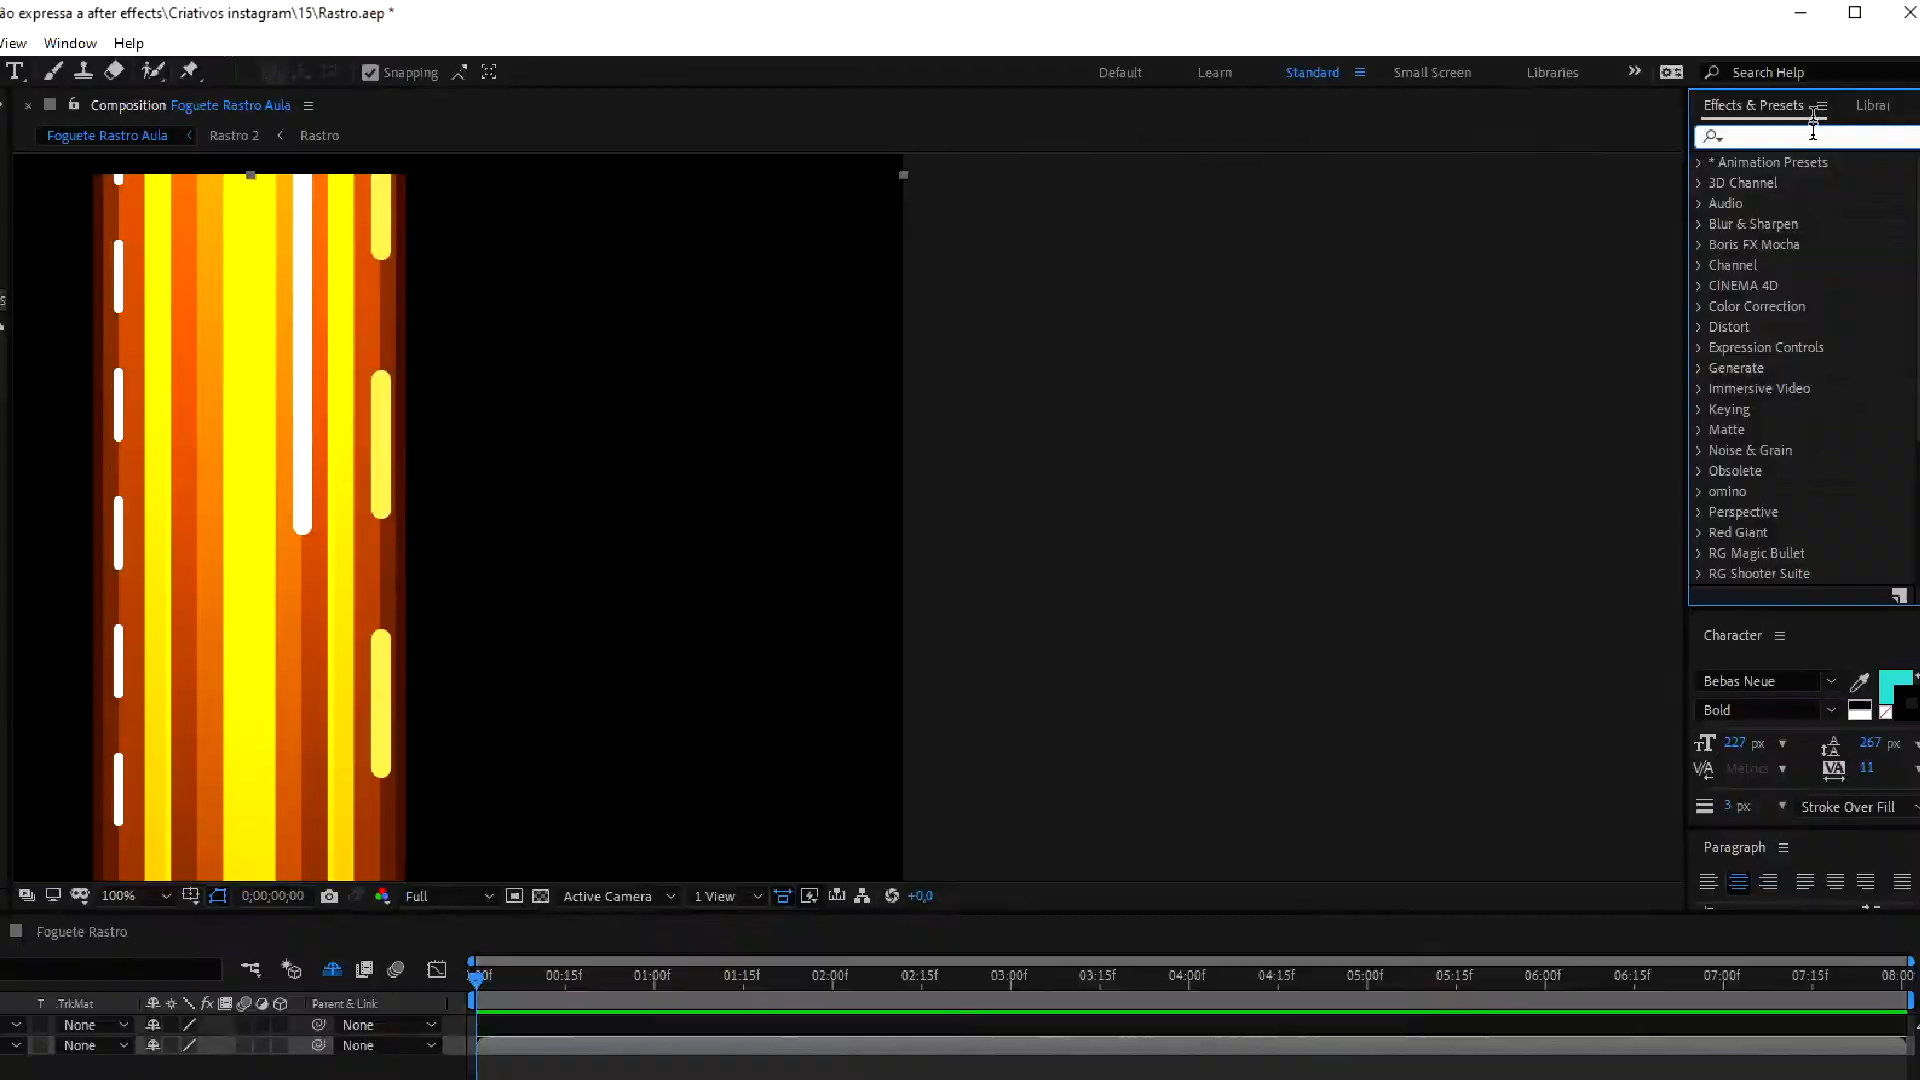 ão expressa a after effects\Criativos instagram\15\Rastro.aep *
View Window Help
Snapping
Default Learn Standard Small Screen Libraries
Search Help
Composition Foguete Rastro Aula
Foguete Rastro Aula Rastro 2 Rastro
Effects & Presets
* Animation Presets
3D Channel
Audio
Blur & Sharpen
Boris FX Mocha
Channel
CINEMA 4D
Color Correction
Distort
Expression Controls
Generate
Immersive Video
Keying
Matte
Noise & Grain
Obsolete
omino
Perspective
Red Giant
RG Magic Bullet
RG Shooter Suite
Character
Bebas Neue
Bold
227 px 267 px
Metrics 11
3 px Stroke Over Fill
Paragraph
100% 0;00;00;00 Full Active Camera 1 View +0,0
Foguete Rastro
00:15f 01:00f 01:15f 02:00f 02:15f 03:00f 03:15f 04:00f 04:15f 05:00f 05:15f 06:00f 06:15f 07:00f 07:15f 08:00
T TrkMat fx Parent & Link
None None
None None